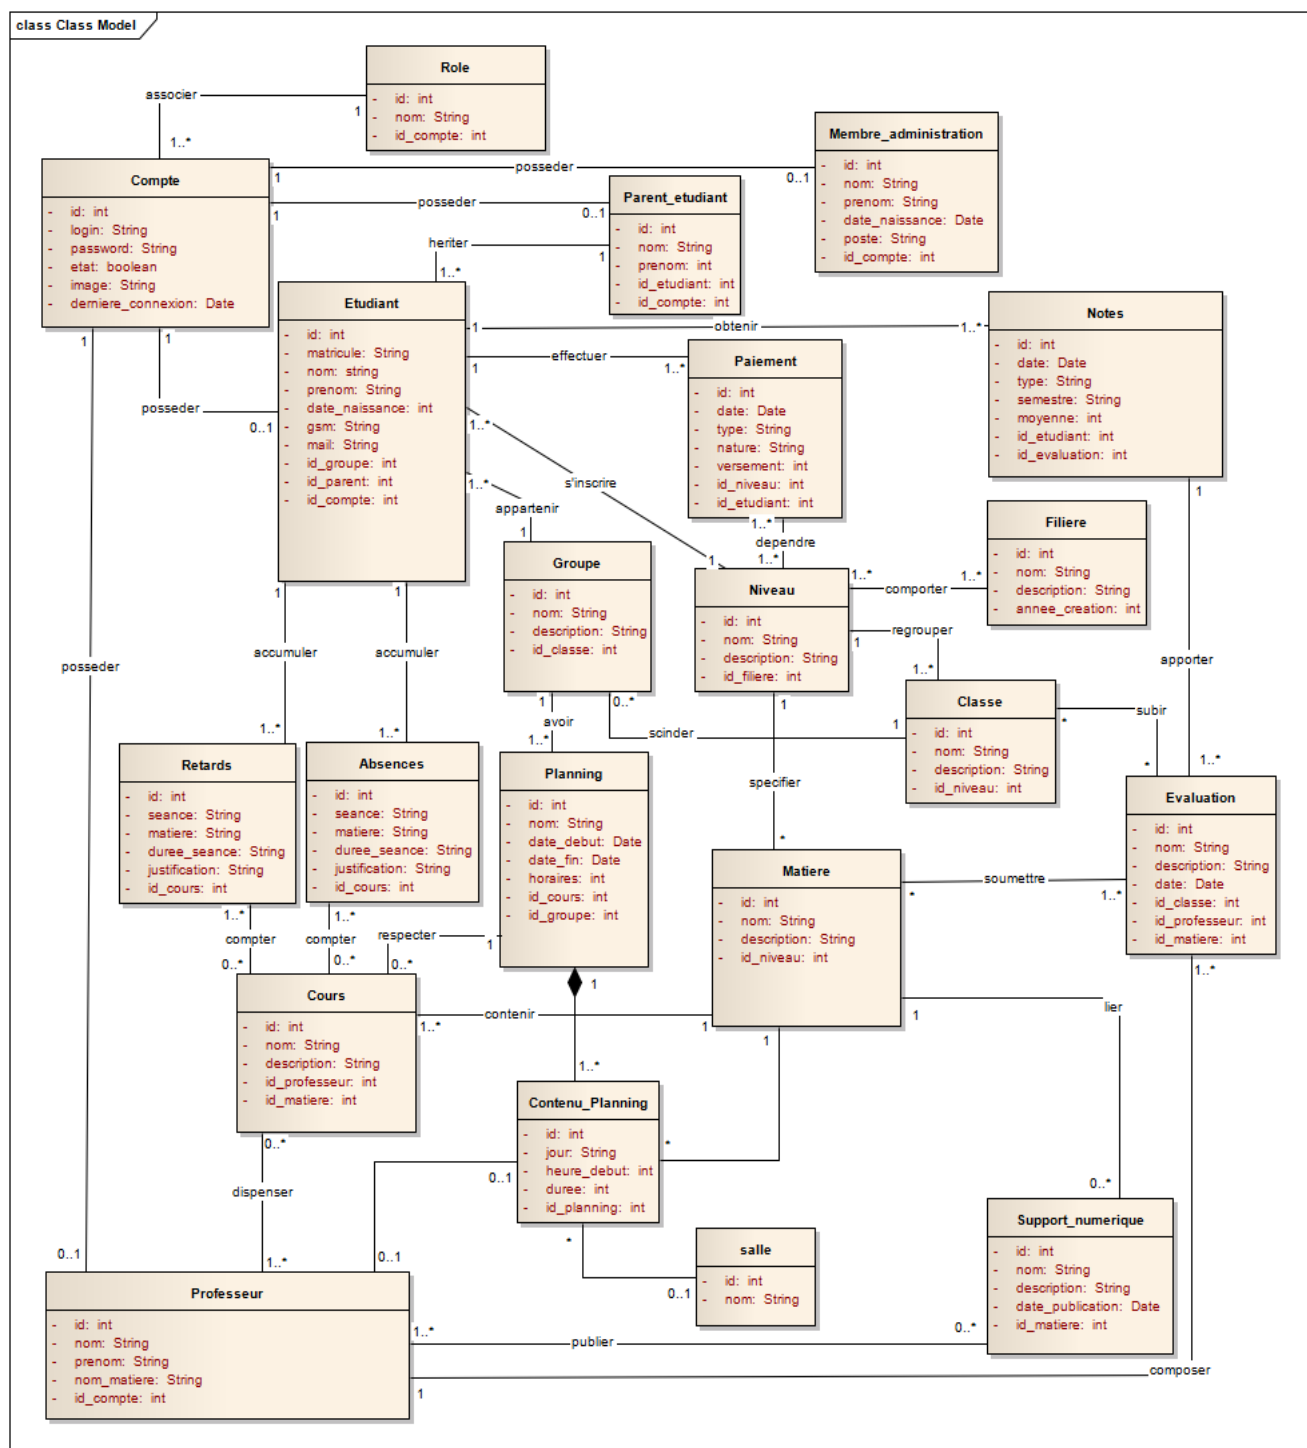 class Class Model
Role
- id: int
- nom: String
- id_compte: int
associer
1
1..*
Membre_administration
- id: int
- nom: String
- prenom: String
- date_naissance: Date
- poste: String
- id_compte: int
posseder
1
0..1
Compte
- id: int
- login: String
- password: String
- etat: boolean
- image: String
- derniere_connexion: Date
posseder
1
0..1
Parent_etudiant
- id: int
- nom: String
- prenom: int
- id_etudiant: int
- id_compte: int
heriter
1
1..*
Etudiant
- id: int
- matricule: String
- nom: string
- prenom: String
- date_naissance: int
- gsm: String
- mail: String
- id_groupe: int
- id_parent: int
- id_compte: int
1
posseder
0..1
1
obtenir
1..*
Notes
- id: int
- date: Date
- type: String
- semestre: String
- moyenne: int
- id_etudiant: int
- id_evaluation: int
1
effectuer
1..*
Paiement
- id: int
- date: Date
- type: String
- nature: String
- versement: int
- id_niveau: int
- id_etudiant: int
1..*
s'inscrire
1
1..*
appartenir
1
1..*
dependre
1..*
Filiere
- id: int
- nom: String
- description: String
- annee_creation: int
Groupe
- id: int
- nom: String
- description: String
- id_classe: int
Niveau
- id: int
- nom: String
- description: String
- id_filiere: int
1..*
comporter
1..*
1
regrouper
1..*
1
posseder
0..1
1
accumuler
1..*
1
accumuler
1..*
1
avoir
1..*
0..*
scinder
1
Classe
- id: int
- nom: String
- description: String
- id_niveau: int
1
apporter
1..*
*
subir
*
1
specifier
*
Retards
- id: int
- seance: String
- matiere: String
- duree_seance: String
- justification: String
- id_cours: int
Absences
- id: int
- seance: String
- matiere: String
- duree_seance: String
- justification: String
- id_cours: int
Planning
- id: int
- nom: String
- date_debut: Date
- date_fin: Date
- horaires: int
- id_cours: int
- id_groupe: int
Matiere
- id: int
- nom: String
- description: String
- id_niveau: int
Evaluation
- id: int
- nom: String
- description: String
- date: Date
- id_classe: int
- id_professeur: int
- id_matiere: int
*
soumettre
1..*
1..*
compter
0..*
1..*
compter
0..*
respecter
1
0..*
Cours
- id: int
- nom: String
- description: String
- id_professeur: int
- id_matiere: int
1..*
contenir
1
1
1..*
Contenu_Planning
- id: int
- jour: String
- heure_debut: int
- duree: int
- id_planning: int
1
*
1
lier
0..*
0..*
dispenser
1..*
0..1
0..1
*
0..1
salle
- id: int
- nom: String
Support_numerique
- id: int
- nom: String
- description: String
- date_publication: Date
- id_matiere: int
Professeur
- id: int
- nom: String
- prenom: String
- nom_matiere: String
- id_compte: int
1..*
publier
0..*
1
composer
1..*